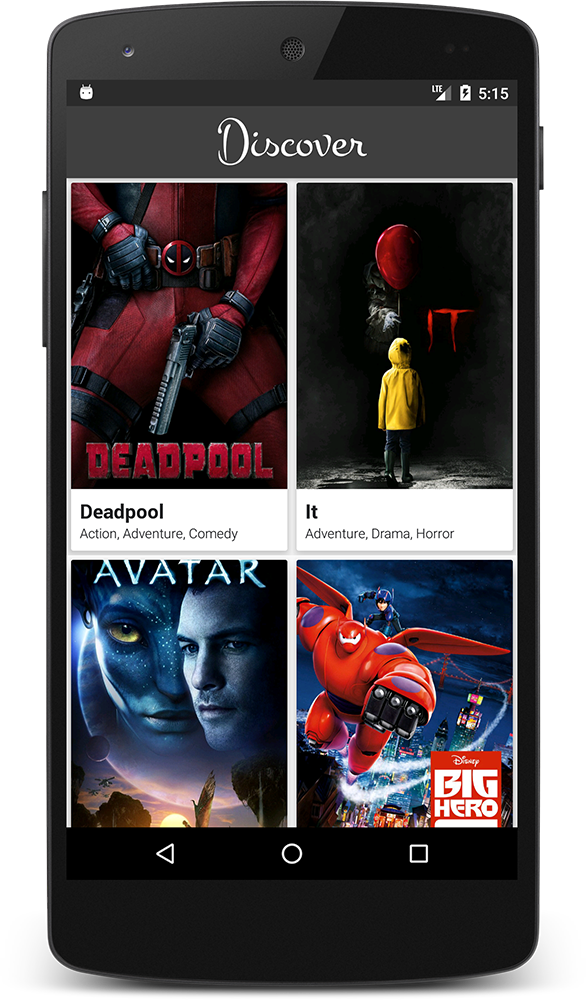 LTE 5:15
Discover
DEADPOOL
IT
Deadpool
Action, Adventure, Comedy
It
Adventure, Drama, Horror
AVATAR
DISNEY
BIG
HERO